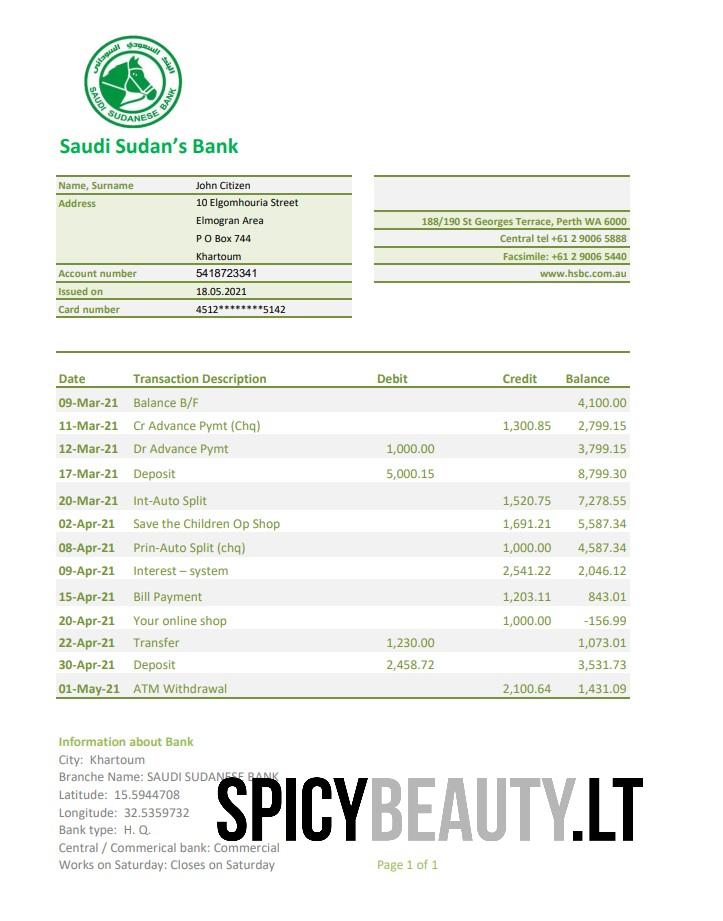 البنك السعودي السوداني
SAUDI SUDANESE BANK
Saudi Sudan’s Bank
Name, Surname John Citizen
Address 10 Elgomhouria Street
Elmogran Area
P O Box 744
Khartoum
Account number 5418723341
Issued on 18.05.2021
Card number 4512********5142
188/190 St Georges Terrace, Perth WA 6000
Central tel +61 2 9006 5888
Facsimile: +61 2 9006 5440
www.hsbc.com.au
Date Transaction Description Debit Credit Balance
09-Mar-21 Balance B/F 4,100.00
11-Mar-21 Cr Advance Pymt (Chq) 1,300.85 2,799.15
12-Mar-21 Dr Advance Pymt 1,000.00 3,799.15
17-Mar-21 Deposit 5,000.15 8,799.30
20-Mar-21 Int-Auto Split 1,520.75 7,278.55
02-Apr-21 Save the Children Op Shop 1,691.21 5,587.34
08-Apr-21 Prin-Auto Split (chq) 1,000.00 4,587.34
09-Apr-21 Interest – system 2,541.22 2,046.12
15-Apr-21 Bill Payment 1,203.11 843.01
20-Apr-21 Your online shop 1,000.00 -156.99
22-Apr-21 Transfer 1,230.00 1,073.01
30-Apr-21 Deposit 2,458.72 3,531.73
01-May-21 ATM Withdrawal 2,100.64 1,431.09
Information about Bank
City: Khartoum
Branche Name: SAUDI SUDANESE BANK
Latitude: 15.5944708
Longitude: 32.5359732
Bank type: H. Q.
Central / Commerical bank: Commercial
Works on Saturday: Closes on Saturday
SPICYBEAUTY.LT
Page 1 of 1